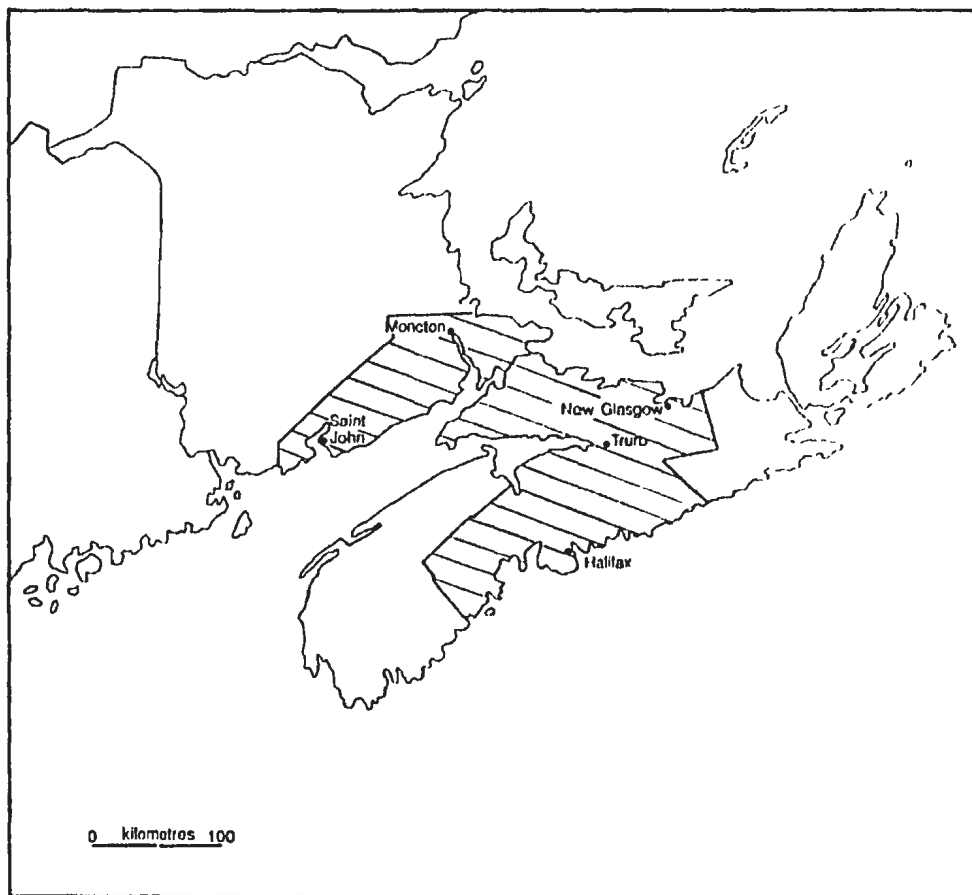 Moncton
New Glasgow
Saint
John
Truro
Halifax
0 kilometres 100